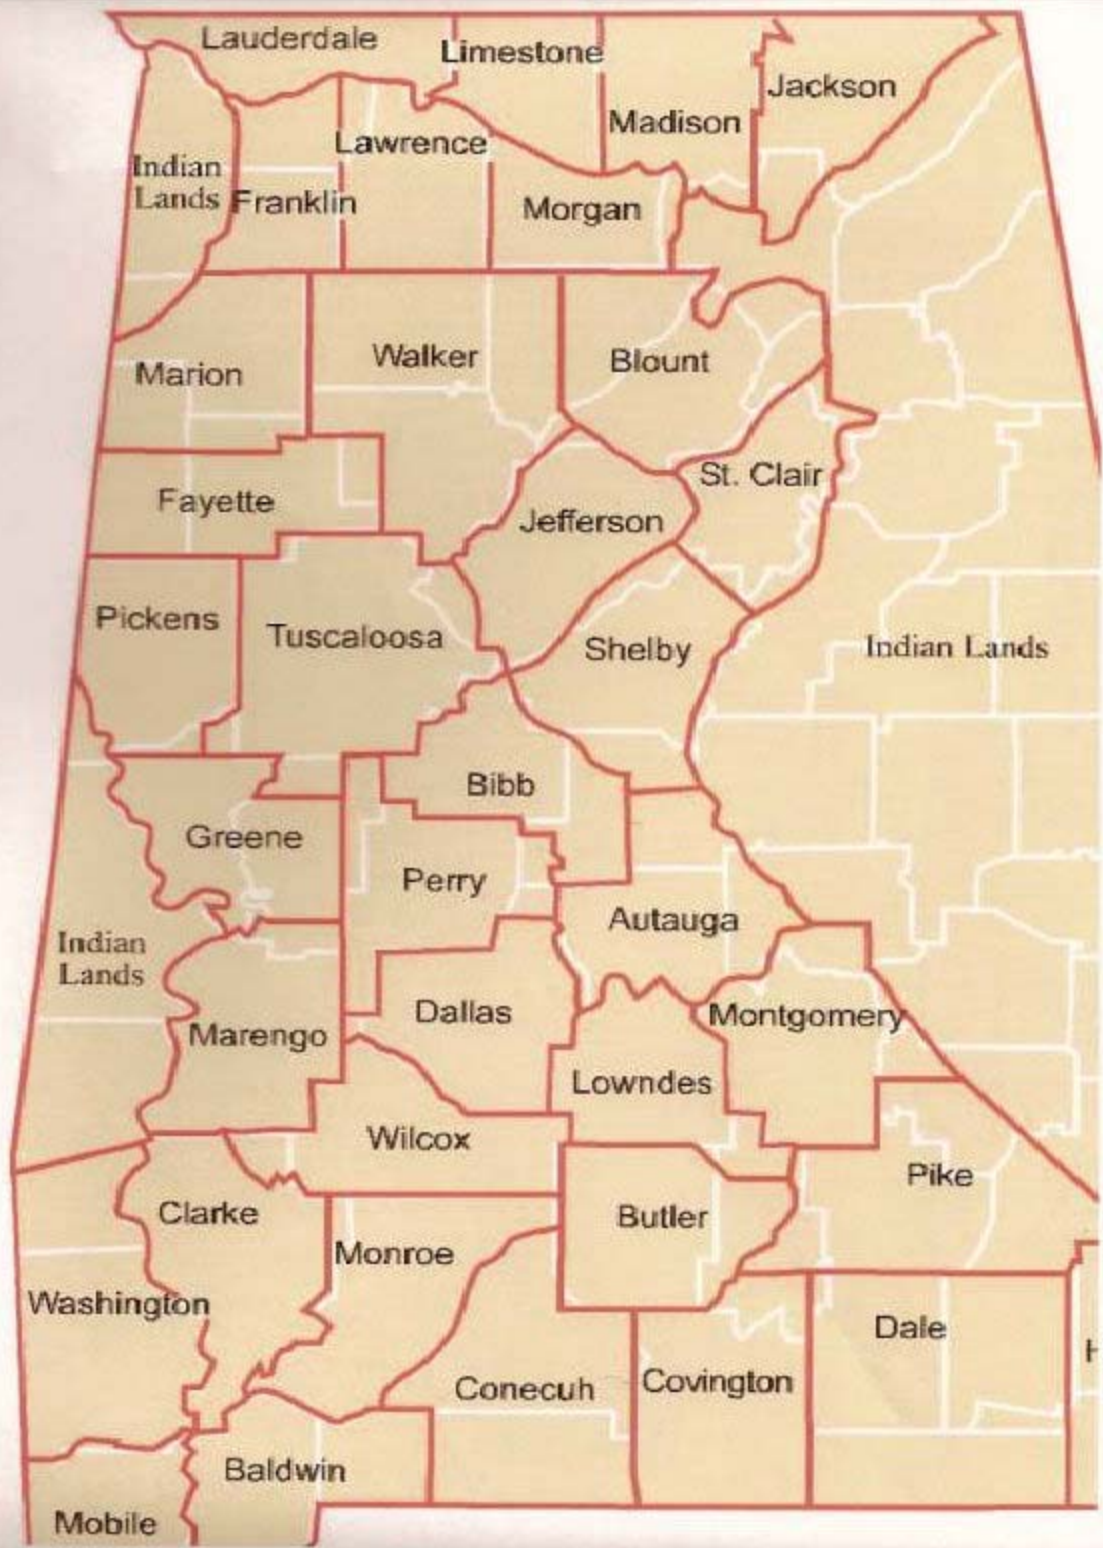 Lauderdale
Limestone
Jackson
Madison
Lawrence
Indian
Lands
Franklin
Morgan
Marion
Walker
Blount
St. Clair
Fayette
Jefferson
Pickens
Tuscaloosa
Shelby
Indian Lands
Bibb
Greene
Perry
Autauga
Indian
Lands
Dallas
Montgomery
Marengo
Lowndes
Wilcox
Pike
Clarke
Butler
Monroe
Washington
Dale
H
Conecuh
Covington
Baldwin
Mobile